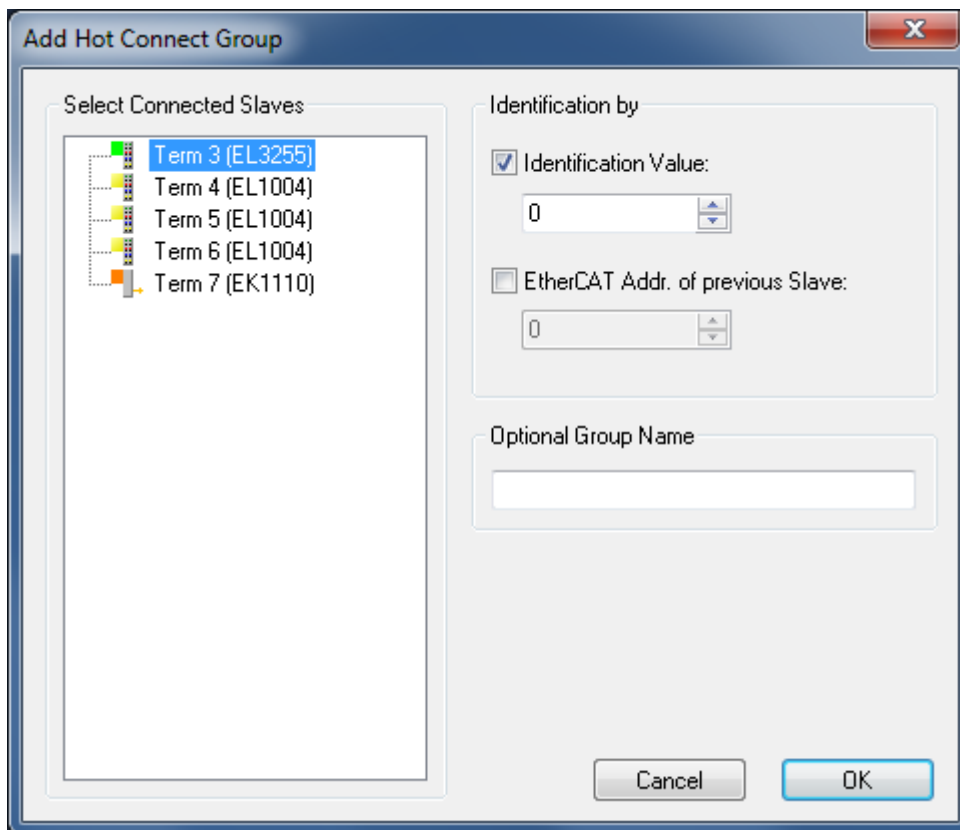 Add Hot Connect Group
Select Connected Slaves
Term 3 (EL3255)
Term 4 (EL1004)
Term 5 (EL1004)
Term 6 (EL1004)
Term 7 (EK1110)
Identification by
Identification Value:
0
EtherCAT Addr. of previous Slave:
0
Optional Group Name
Cancel
OK